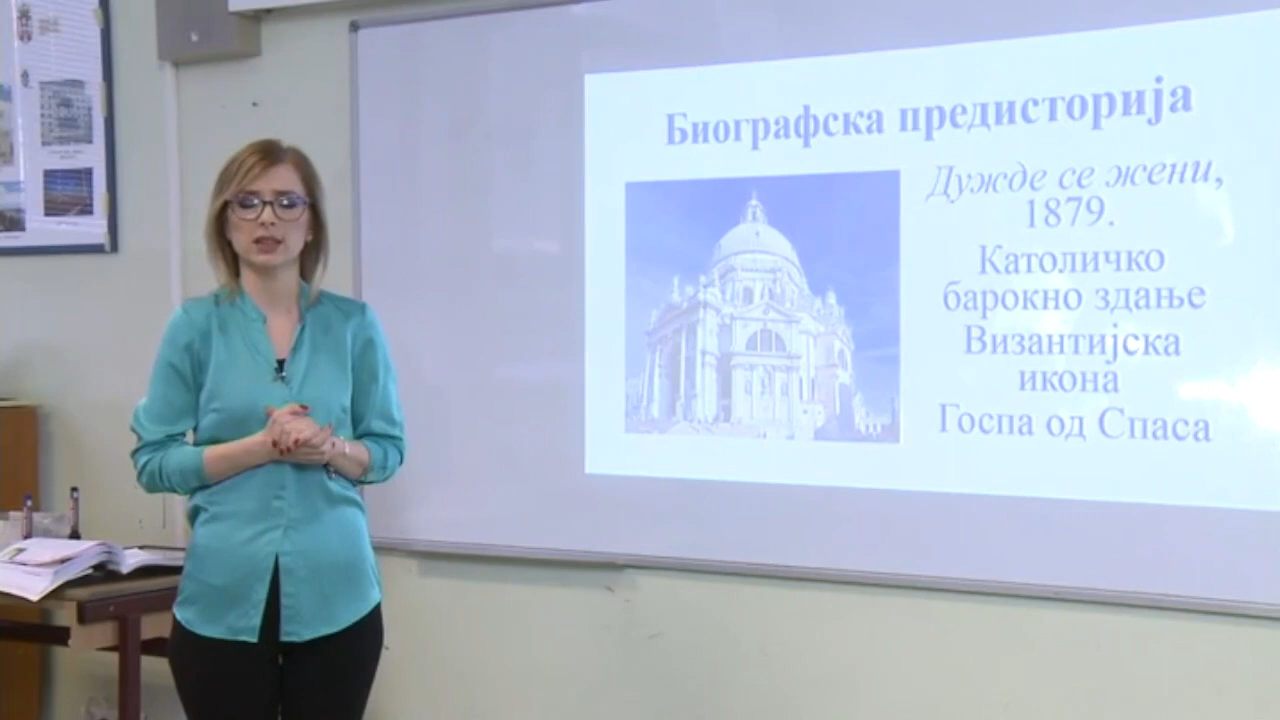 Биографска предисторија
Дужде се жени,
1879.
Католичко
барокно здање
Византијска
икона
Госпа од Спаса